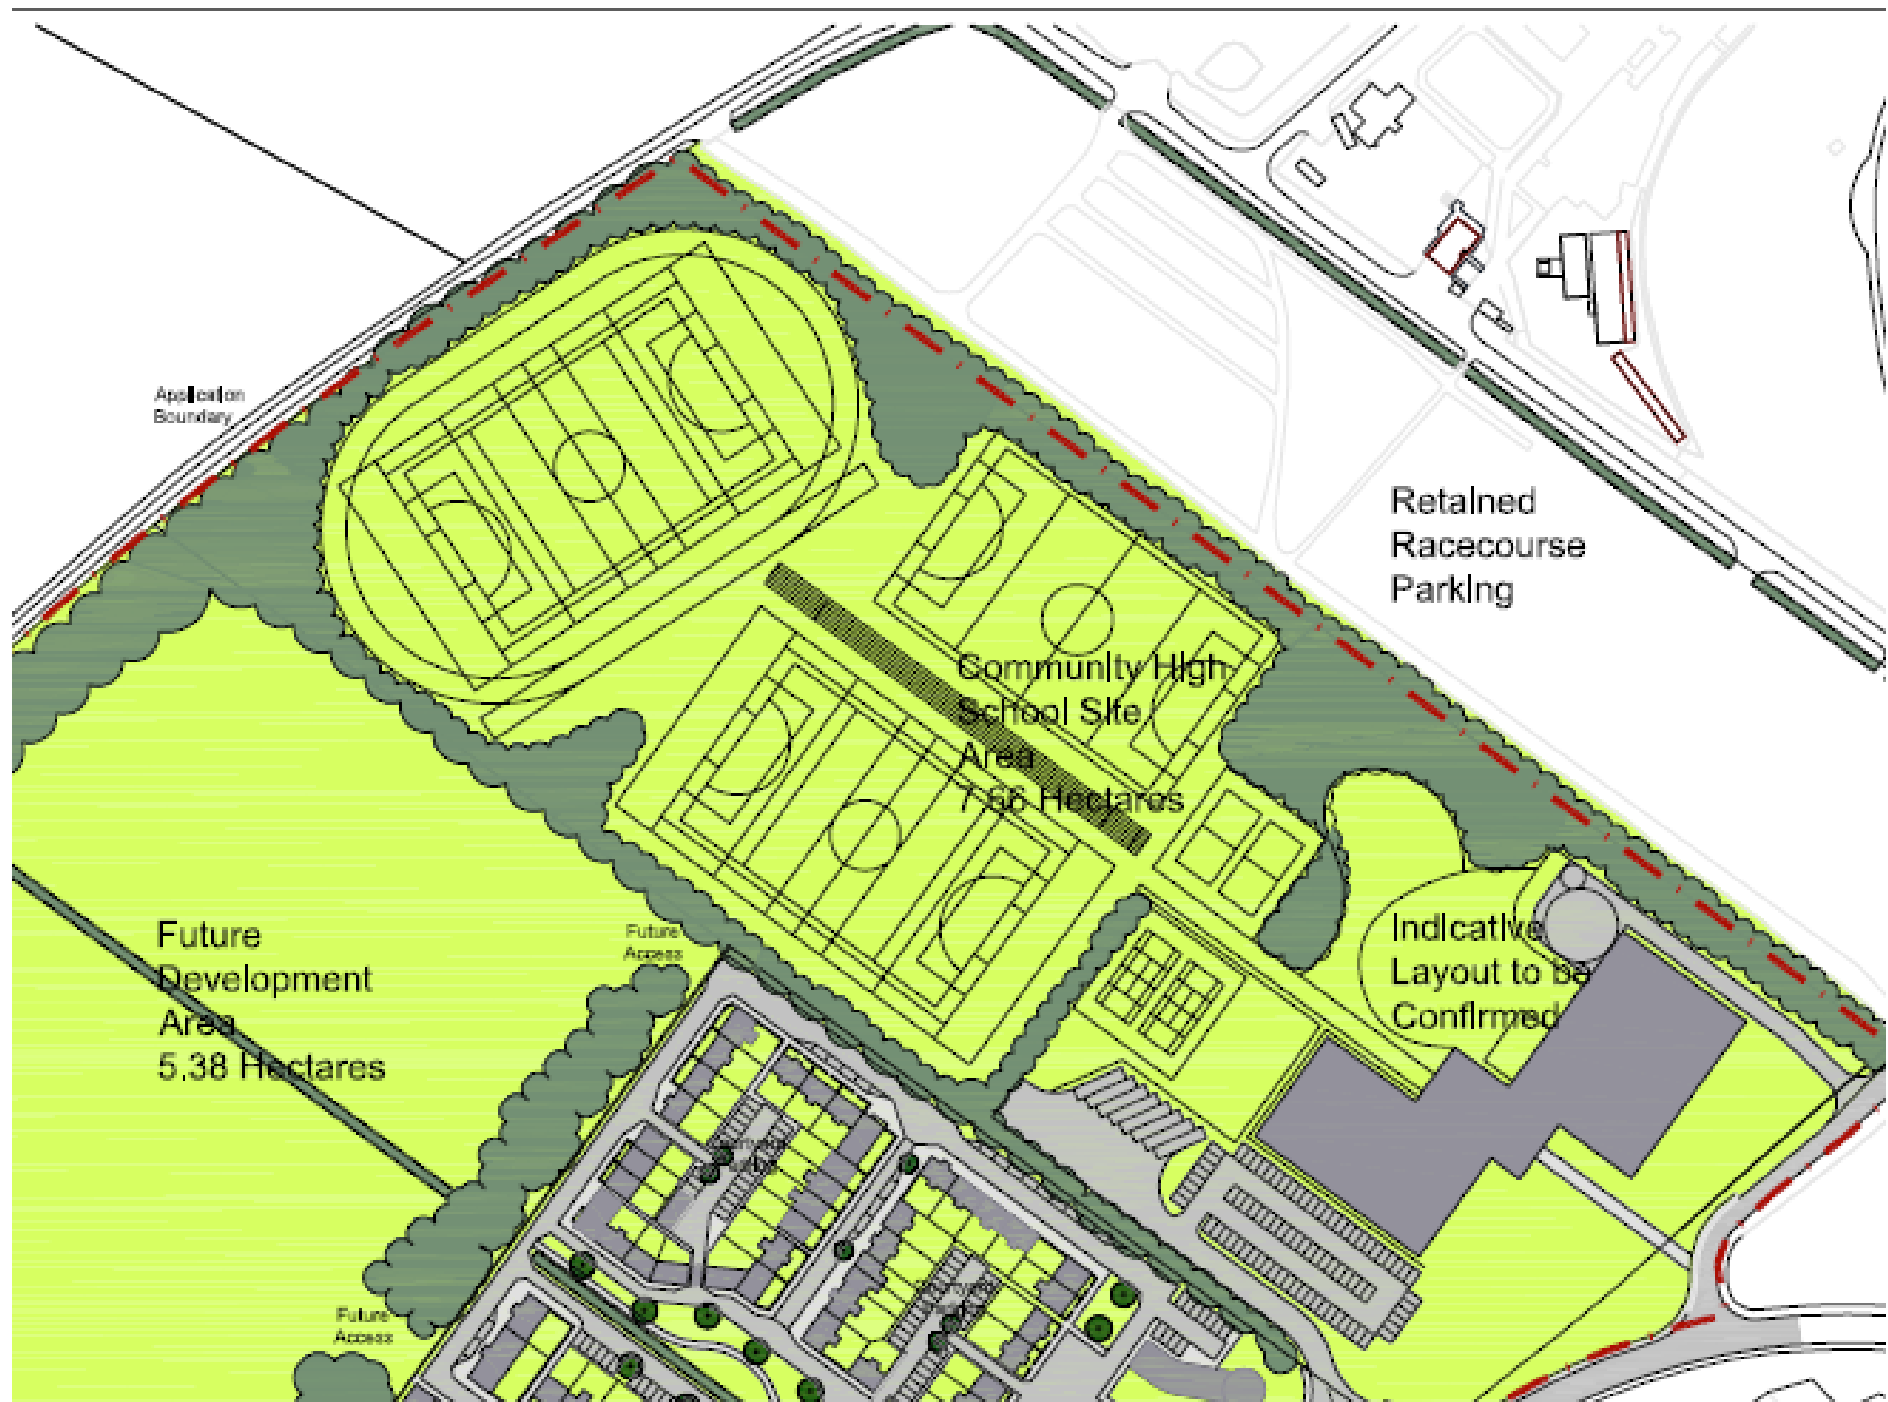 Application
Boundary
Retained
Racecourse
Parking
Community High
School Site
Area
7.66 Hectares
Future
Development
Area
5.38 Hectares
Future
Access
Indicative
Layout to be
Confirmed
Future
Access